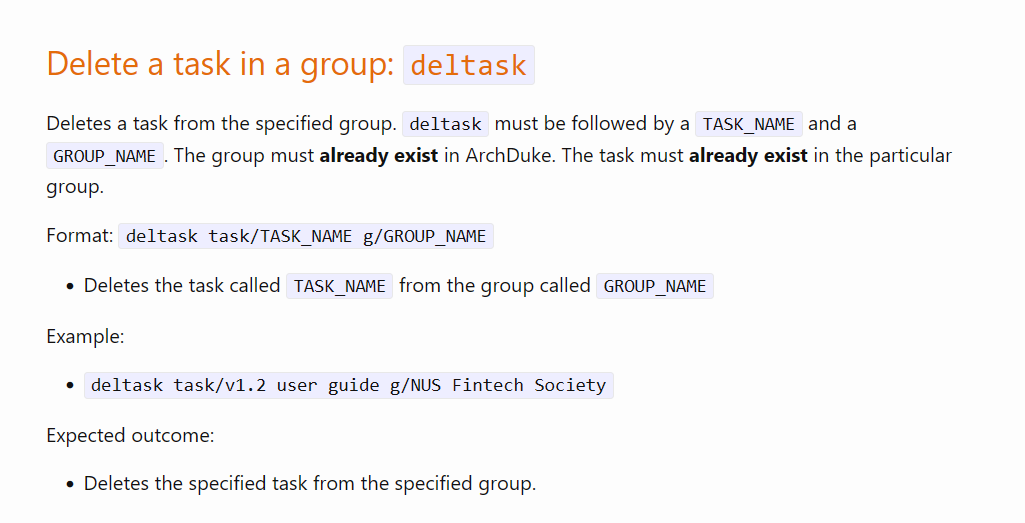 Delete a task in a group: deltask
Deletes a task from the specified group. deltask must be followed by a TASK_NAME and a
GROUP_NAME. The group must already exist in ArchDuke. The task must already exist in the particular
group.
Format: deltask task/TASK_NAME g/GROUP_NAME
• Deletes the task called TASK_NAME from the group called GROUP_NAME
Example:
• deltask task/v1.2 user guide g/NUS Fintech Society
Expected outcome:
• Deletes the specified task from the specified group.